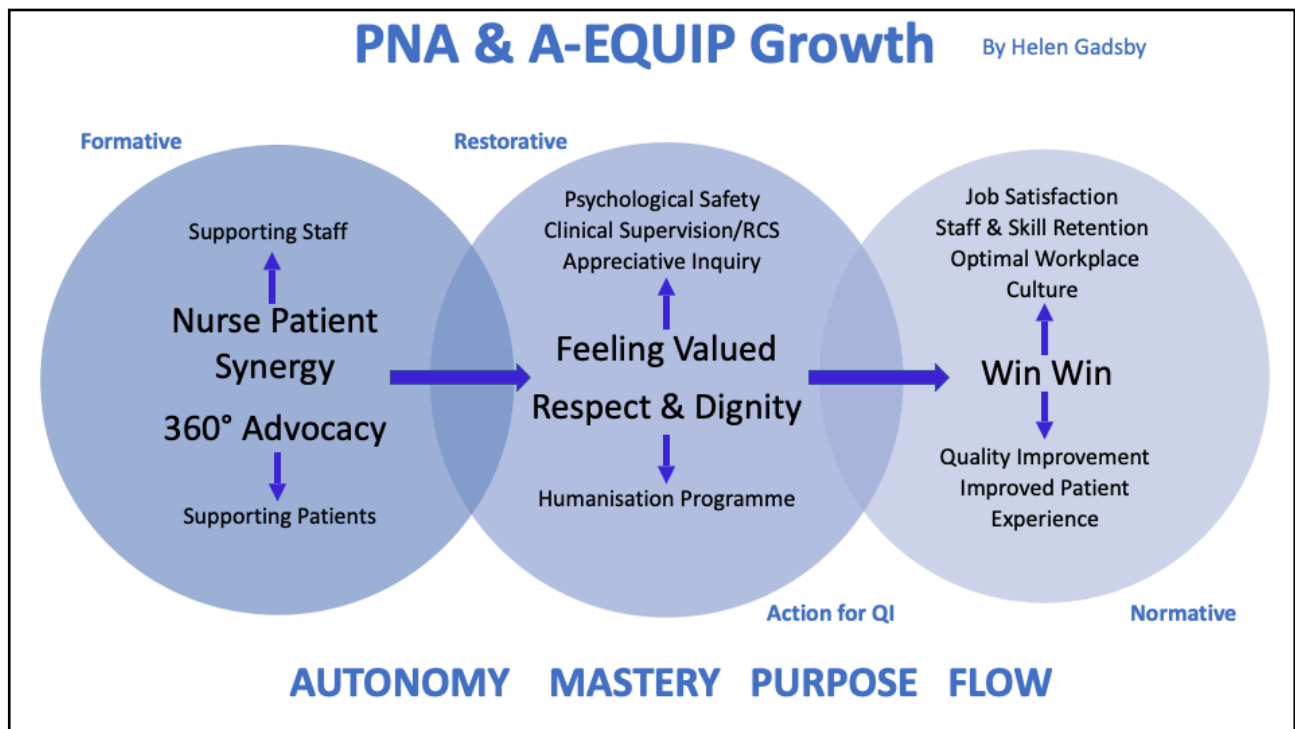 PNA & A-EQUIP Growth
By Helen Gadsby
Formative
Supporting Staff
Nurse Patient
Synergy
360° Advocacy
Supporting Patients
Restorative
Psychological Safety
Clinical Supervision/RCS
Appreciative Inquiry
Feeling Valued
Respect & Dignity
Humanisation Programme
Action for QI
Job Satisfaction
Staff & Skill Retention
Optimal Workplace
Culture
Win Win
Quality Improvement
Improved Patient
Experience
Normative
AUTONOMY MASTERY PURPOSE FLOW